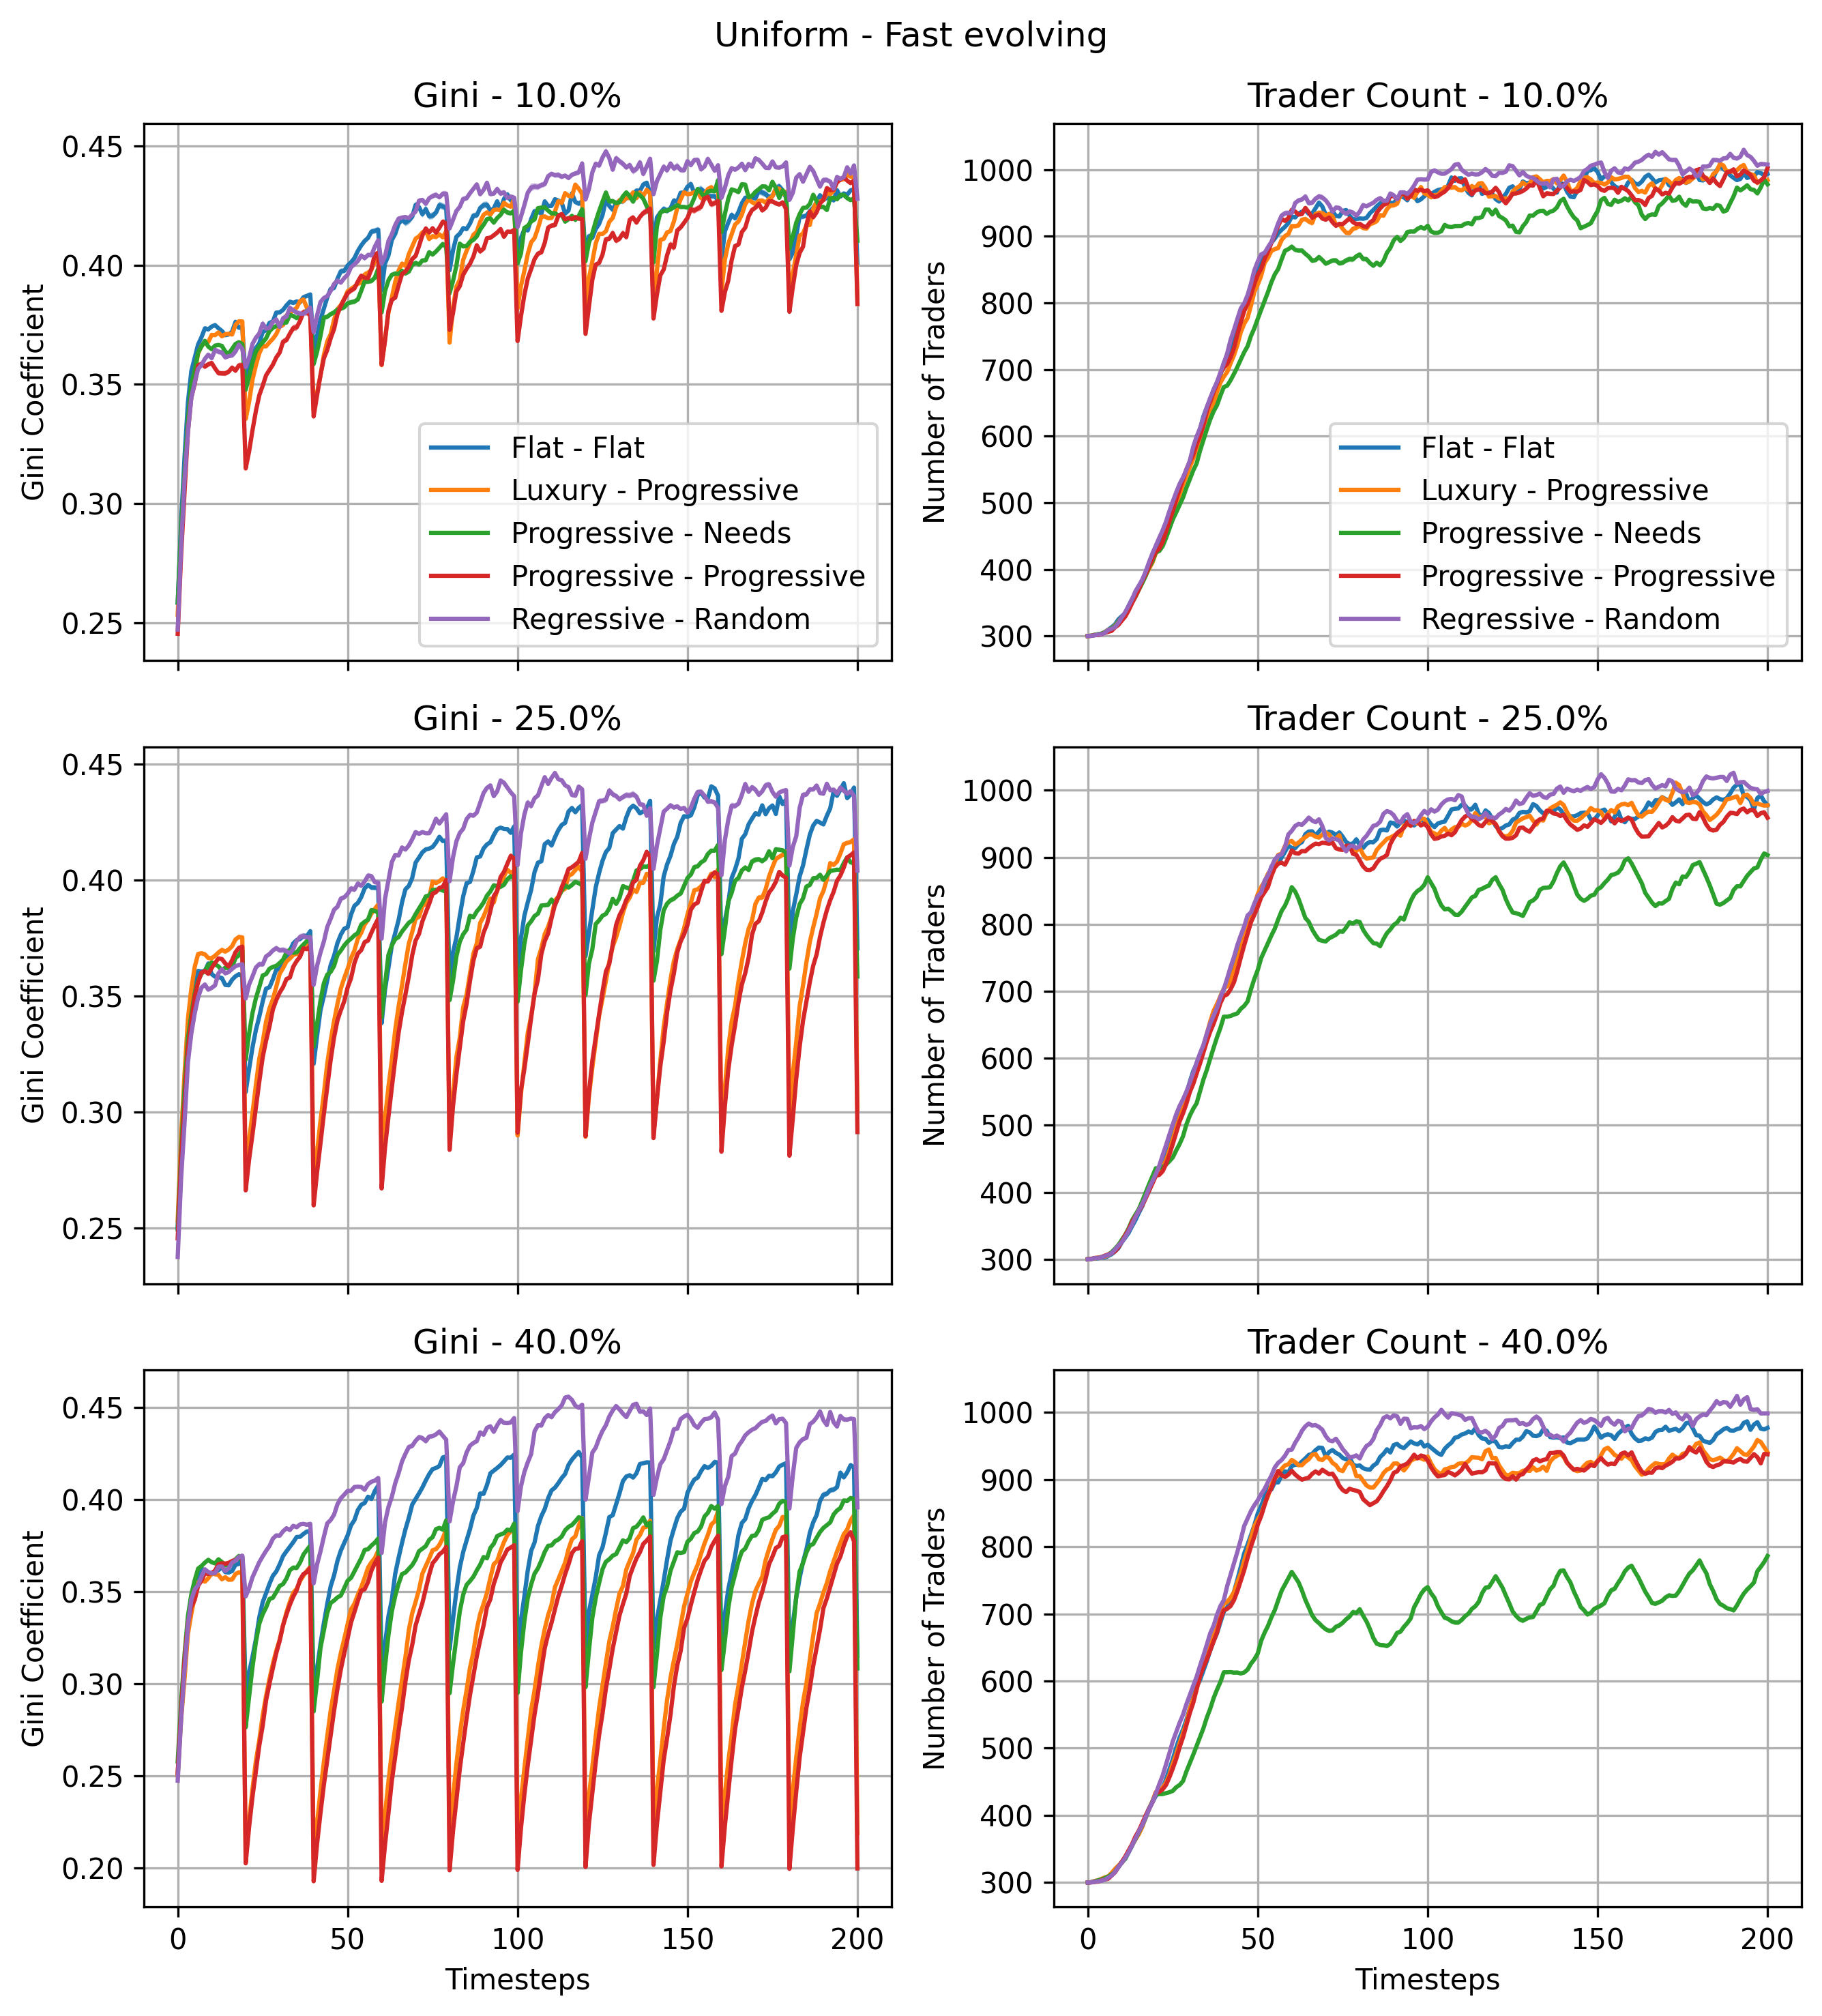 Uniform - Fast evolving
Gini - 10.0%
0.45
0.40
0.35
0.30
0.25
Gini Coefficient
Flat - Flat
Luxury - Progressive
Progressive - Needs
Progressive - Progressive
Regressive - Random
Trader Count - 10.0%
1000
900
800
700
600
500
400
300
Number of Traders
Flat - Flat
Luxury - Progressive
Progressive - Needs
Progressive - Progressive
Regressive - Random
Gini - 25.0%
0.45
0.40
0.35
0.30
0.25
Gini Coefficient
Trader Count - 25.0%
1000
900
800
700
600
500
400
300
Number of Traders
Gini - 40.0%
0.45
0.40
0.35
0.30
0.25
0.20
Gini Coefficient
0 50 100 150 200
Timesteps
Trader Count - 40.0%
1000
900
800
700
600
500
400
300
Number of Traders
0 50 100 150 200
Timesteps